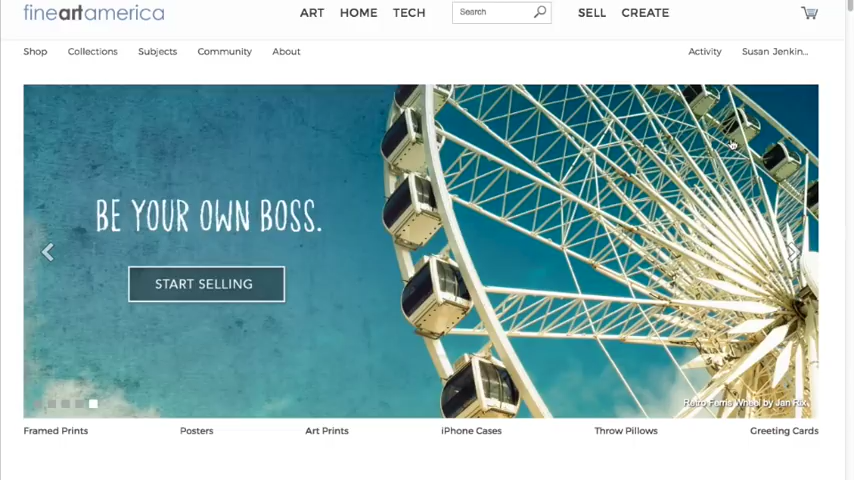 fineartamerica
ART HOME TECH Search SELL CREATE
Shop Collections Subjects Community About Activity Susan Jenkin...
BE YOUR OWN BOSS.
START SELLING
Retro Ferris Wheel by Jan Rix
Framed Prints Posters Art Prints iPhone Cases Throw Pillows Greeting Cards